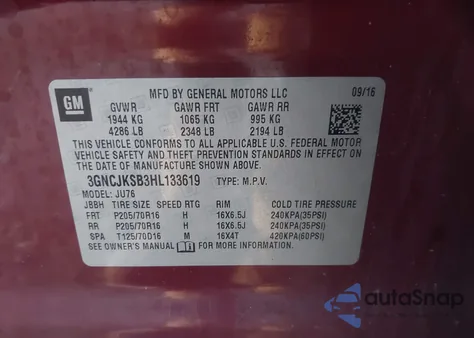 MFD BY GENERAL MOTORS LLC 09/16
GM
GVWR GAWR FRT GAWR RR
1944 KG 1065 KG 995 KG
4286 LB 2348 LB 2194 LB
THIS VEHICLE CONFORMS TO ALL APPLICABLE U.S. FEDERAL MOTOR
VEHICLE SAFETY AND THEFT PREVENTION STANDARDS IN EFFECT ON
THE DATE OF MANUFACTURE SHOWN ABOVE.
3GNCJKSB3HL133619 TYPE: M.P.V.
MODEL: JU76
JBBH TIRE SIZE SPEED RTG RIM COLD TIRE PRESSURE
FRT P205/70R16 H 16X6.5J 240KPA(35PSI)
RR P205/70R16 H 16X6.5J 240KPA(35PSI)
SPA T125/70D16 M 16X4T 420KPA(60PSI)
SEE OWNER'S MANUAL FOR MORE INFORMATION.
autoSnap